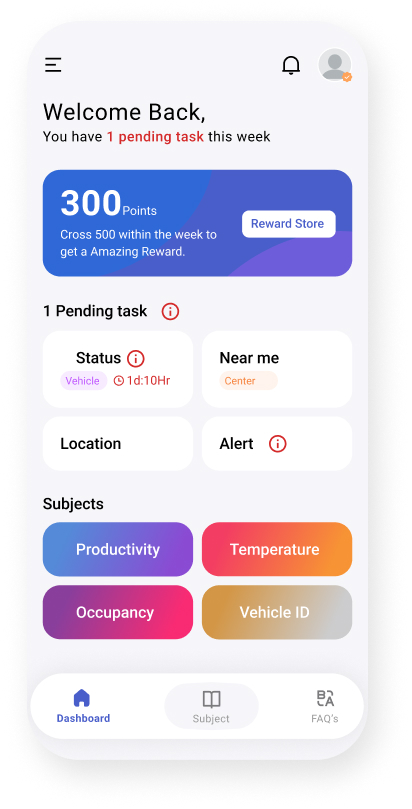 Welcome Back,
You have 1 pending task this week
300 Points
Cross 500 within the week to
get a Amazing Reward.
Reward Store
1 Pending task
Status
Vehicle 1d:10Hr
Near me
Center
Location
Alert
Subjects
Productivity
Temperature
Occupancy
Vehicle ID
Dashboard
Subject
FAQ's